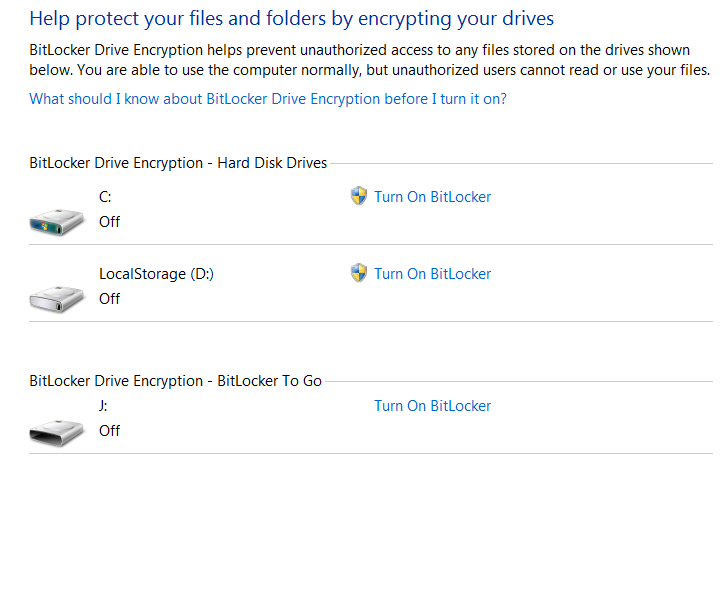 Help protect your files and folders by encrypting your drives
BitLocker Drive Encryption helps prevent unauthorized access to any files stored on the drives shown
below. You are able to use the computer normally, but unauthorized users cannot read or use your files.
What should I know about BitLocker Drive Encryption before I turn it on?
BitLocker Drive Encryption - Hard Disk Drives
C:
Turn On BitLocker
Off
LocalStorage (D:)
Turn On BitLocker
Off
BitLocker Drive Encryption - BitLocker To Go
J:
Turn On BitLocker
Off